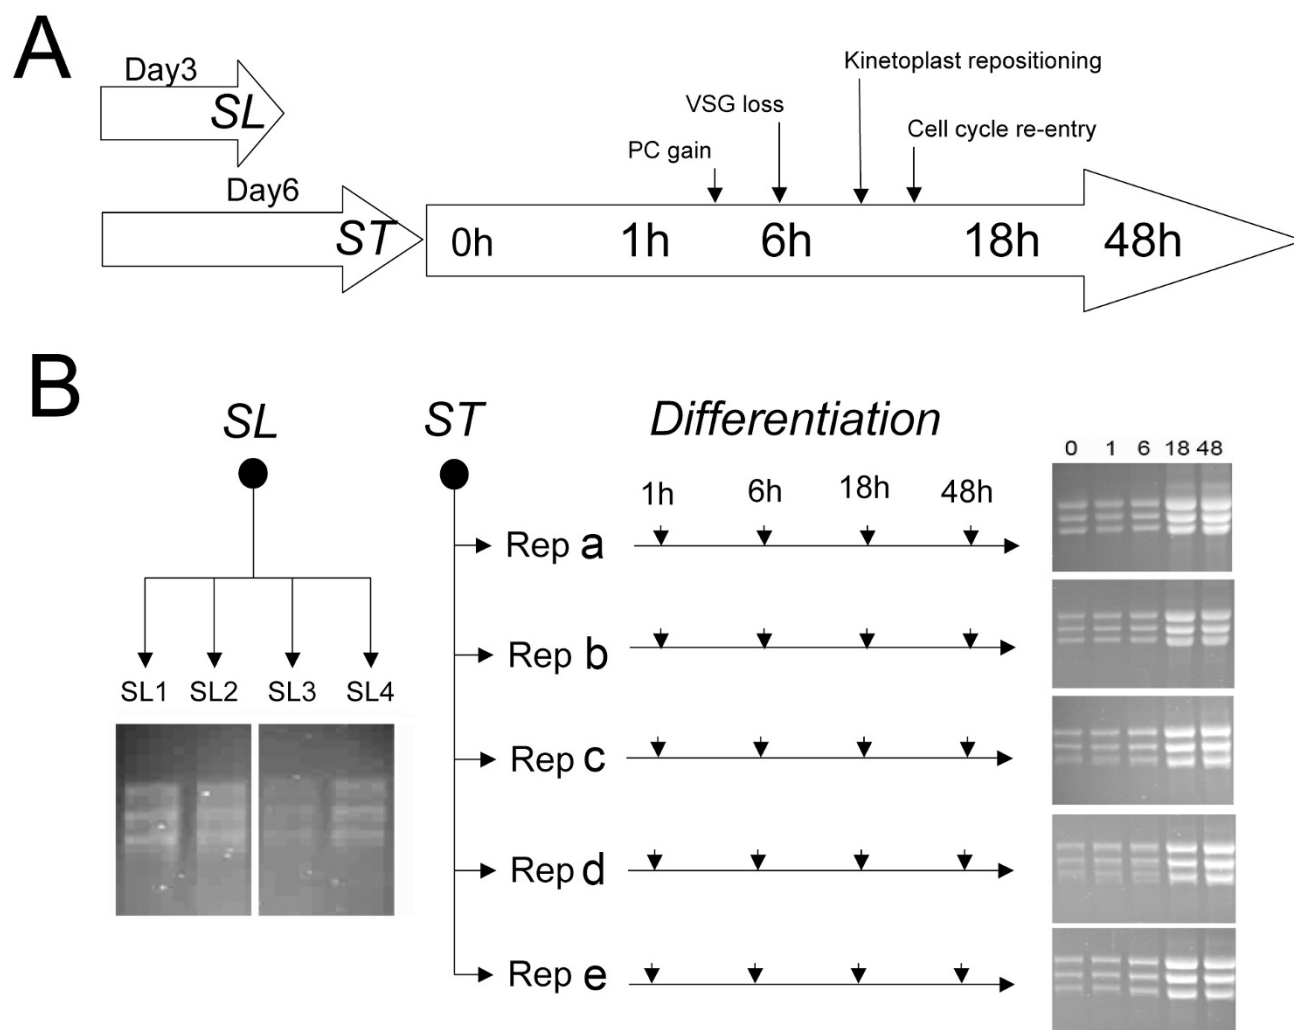 A
Day3
SL
Day6
ST
PC gain
VSG loss
Kinetoplast repositioning
Cell cycle re-entry
0h 1h 6h 18h 48h
B
SL ST Differentiation
0 1 6 18 48
1h 6h 18h 48h
Rep a
Rep b
SL1 SL2 SL3 SL4
Rep c
Rep d
Rep e